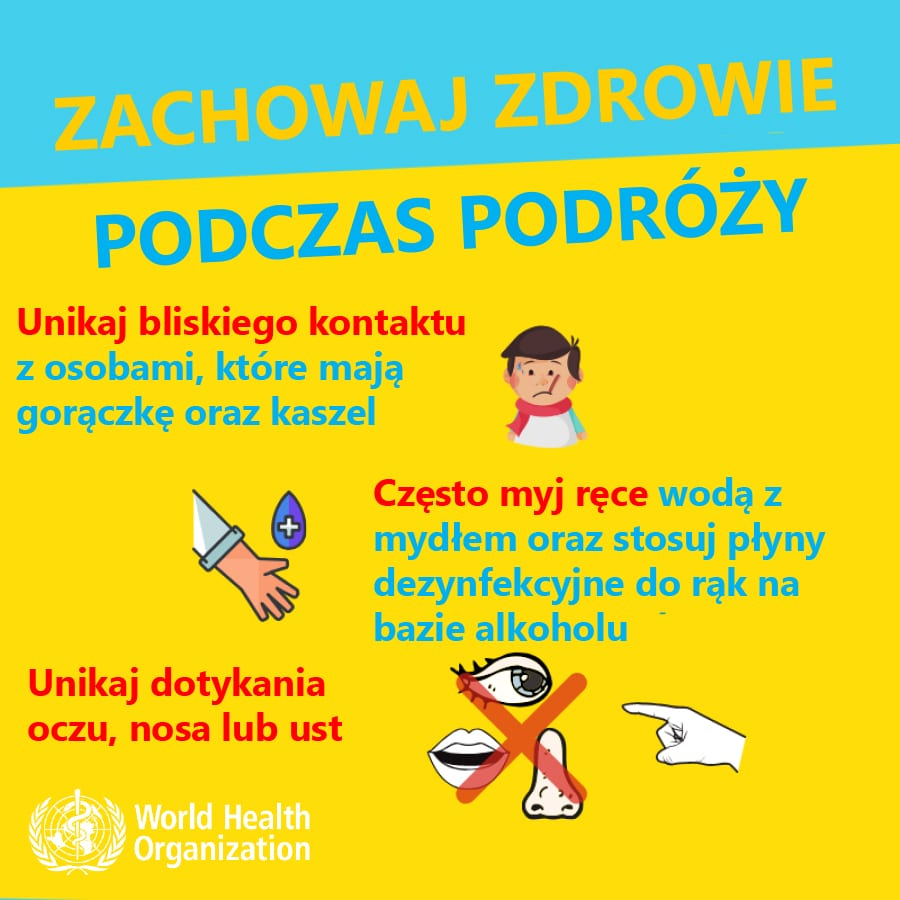 ZACHOWAJ ZDROWIE
PODCZAS PODRÓŻY
Unikaj bliskiego kontaktu
z osobami, które mają
gorączkę oraz kaszel
Często myj ręce wodą z
mydłem oraz stosuj płyny
dezynfekcyjne do rąk na
bazie alkoholu
Unikaj dotykania
oczu, nosa lub ust
World Health
Organization